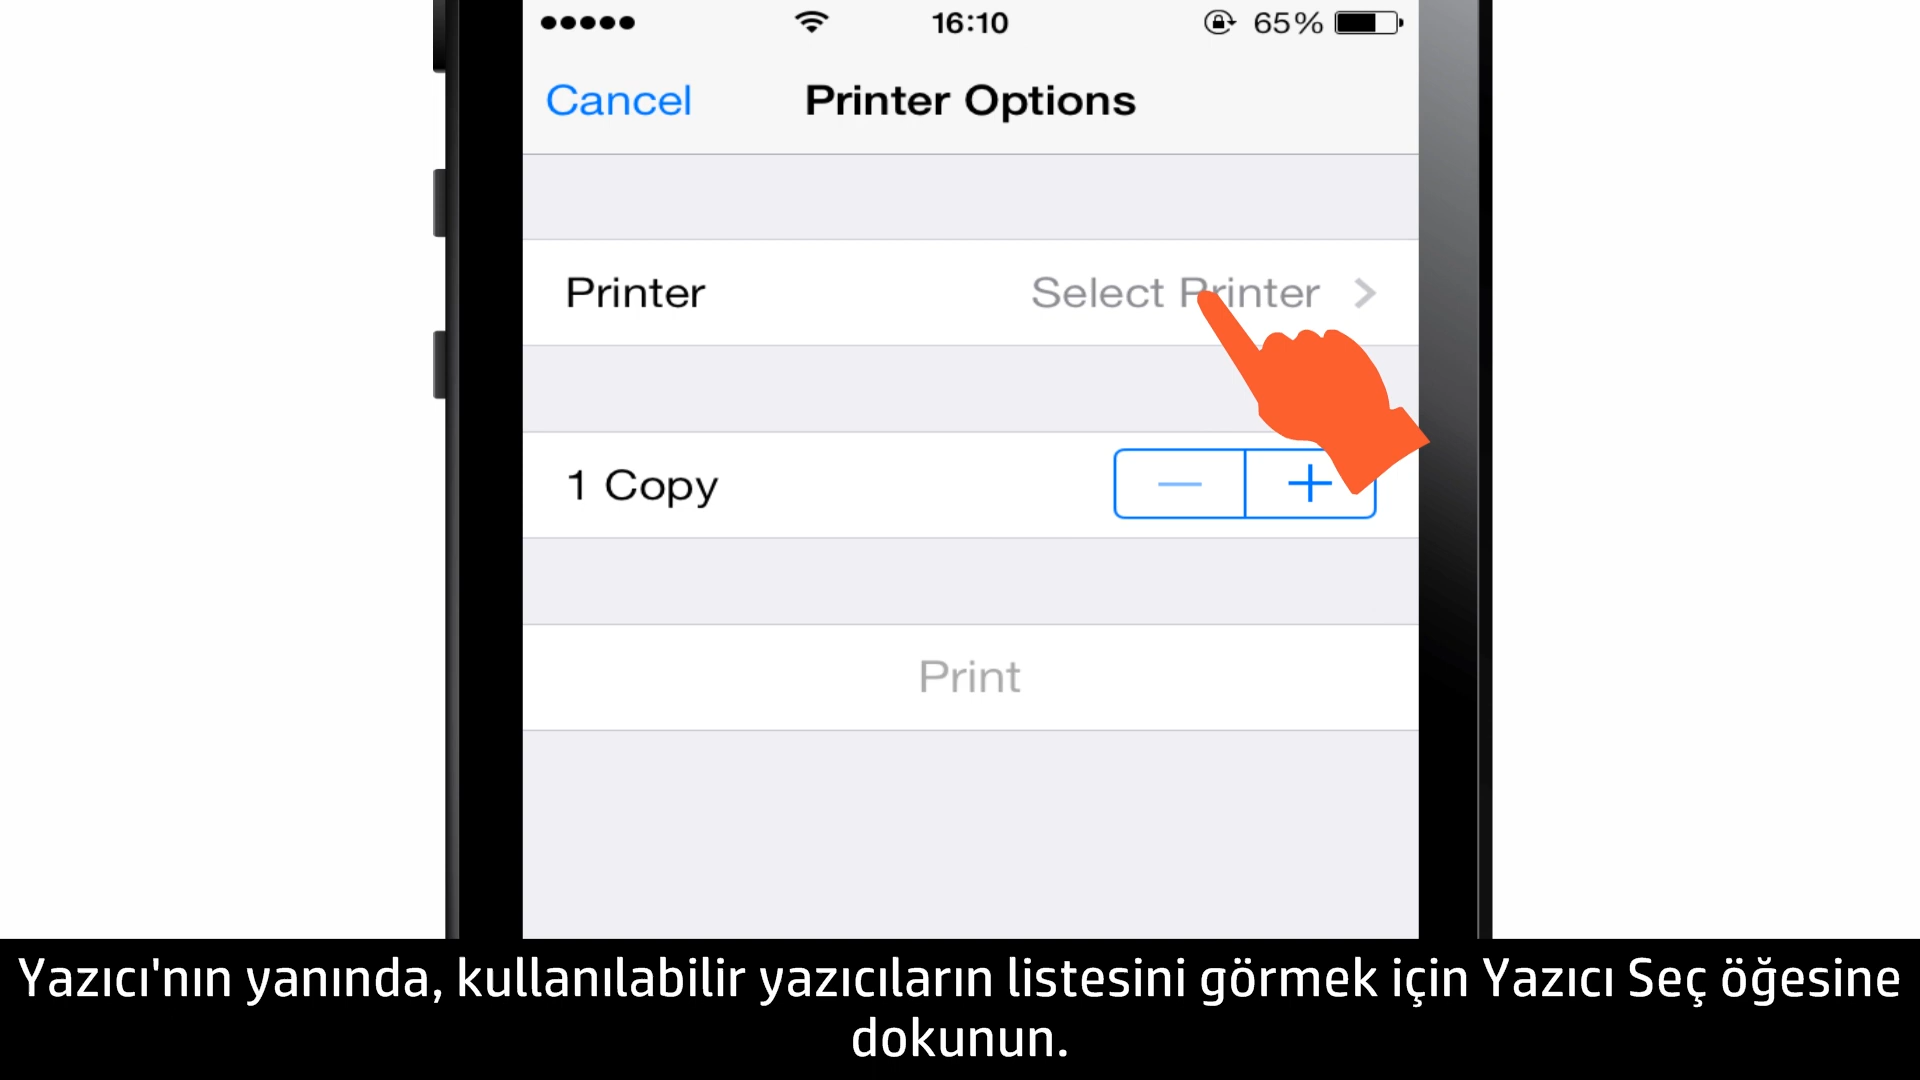 16:10 65%
Cancel Printer Options
Printer Select Printer
1 Copy
Print
Yazıcı'nın yanında, kullanılabilir yazıcıların listesini görmek için Yazıcı Seç öğesine
dokunun.